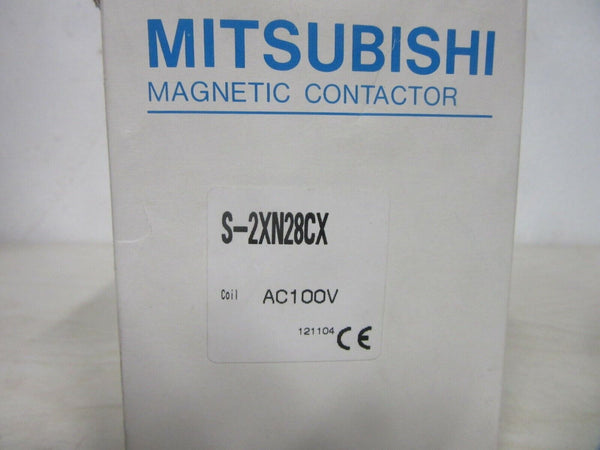 MITSUBISHI
MAGNETIC CONTACTOR
S-2XN28CX
Coil AC100V
121104 CE